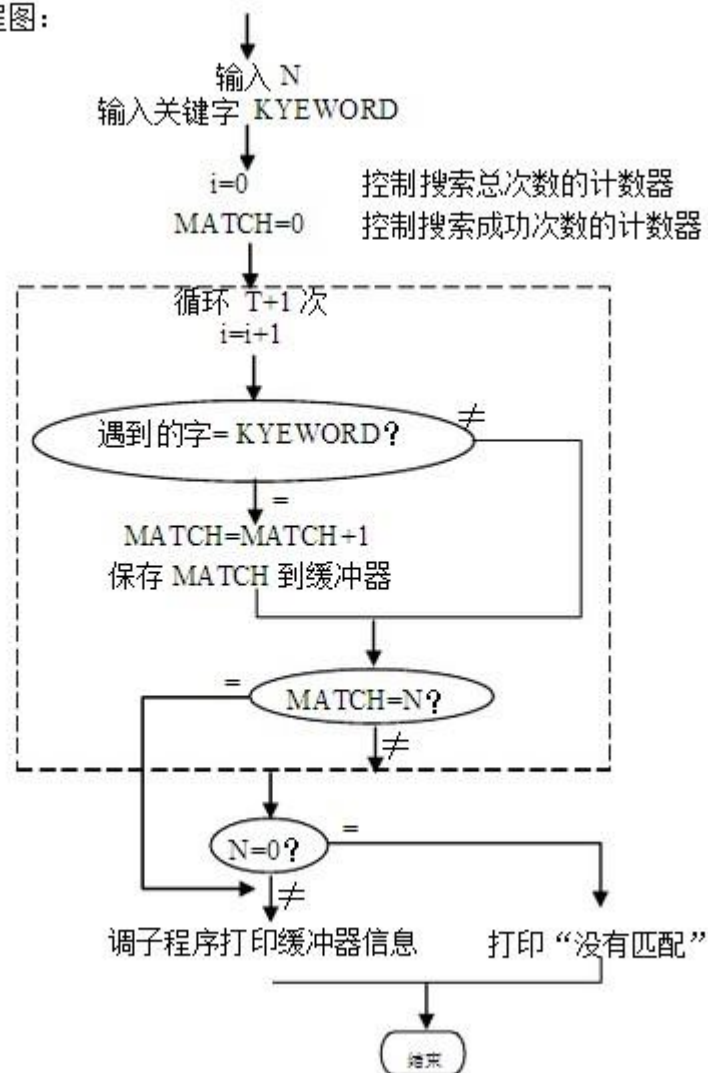 程图：
输入 N
输入关键字 KYEWORD
i=0 控制搜索总次数的计数器
MATCH=0 控制搜索成功次数的计数器
循环 T+1 次
i=i+1
遇到的字= KYEWORD？
≠
=
MATCH=MATCH+1
保存 MATCH 到缓冲器
=
MATCH=N？
≠
N=0？
=
≠
调子程序打印缓冲器信息 打印“没有匹配”
结束